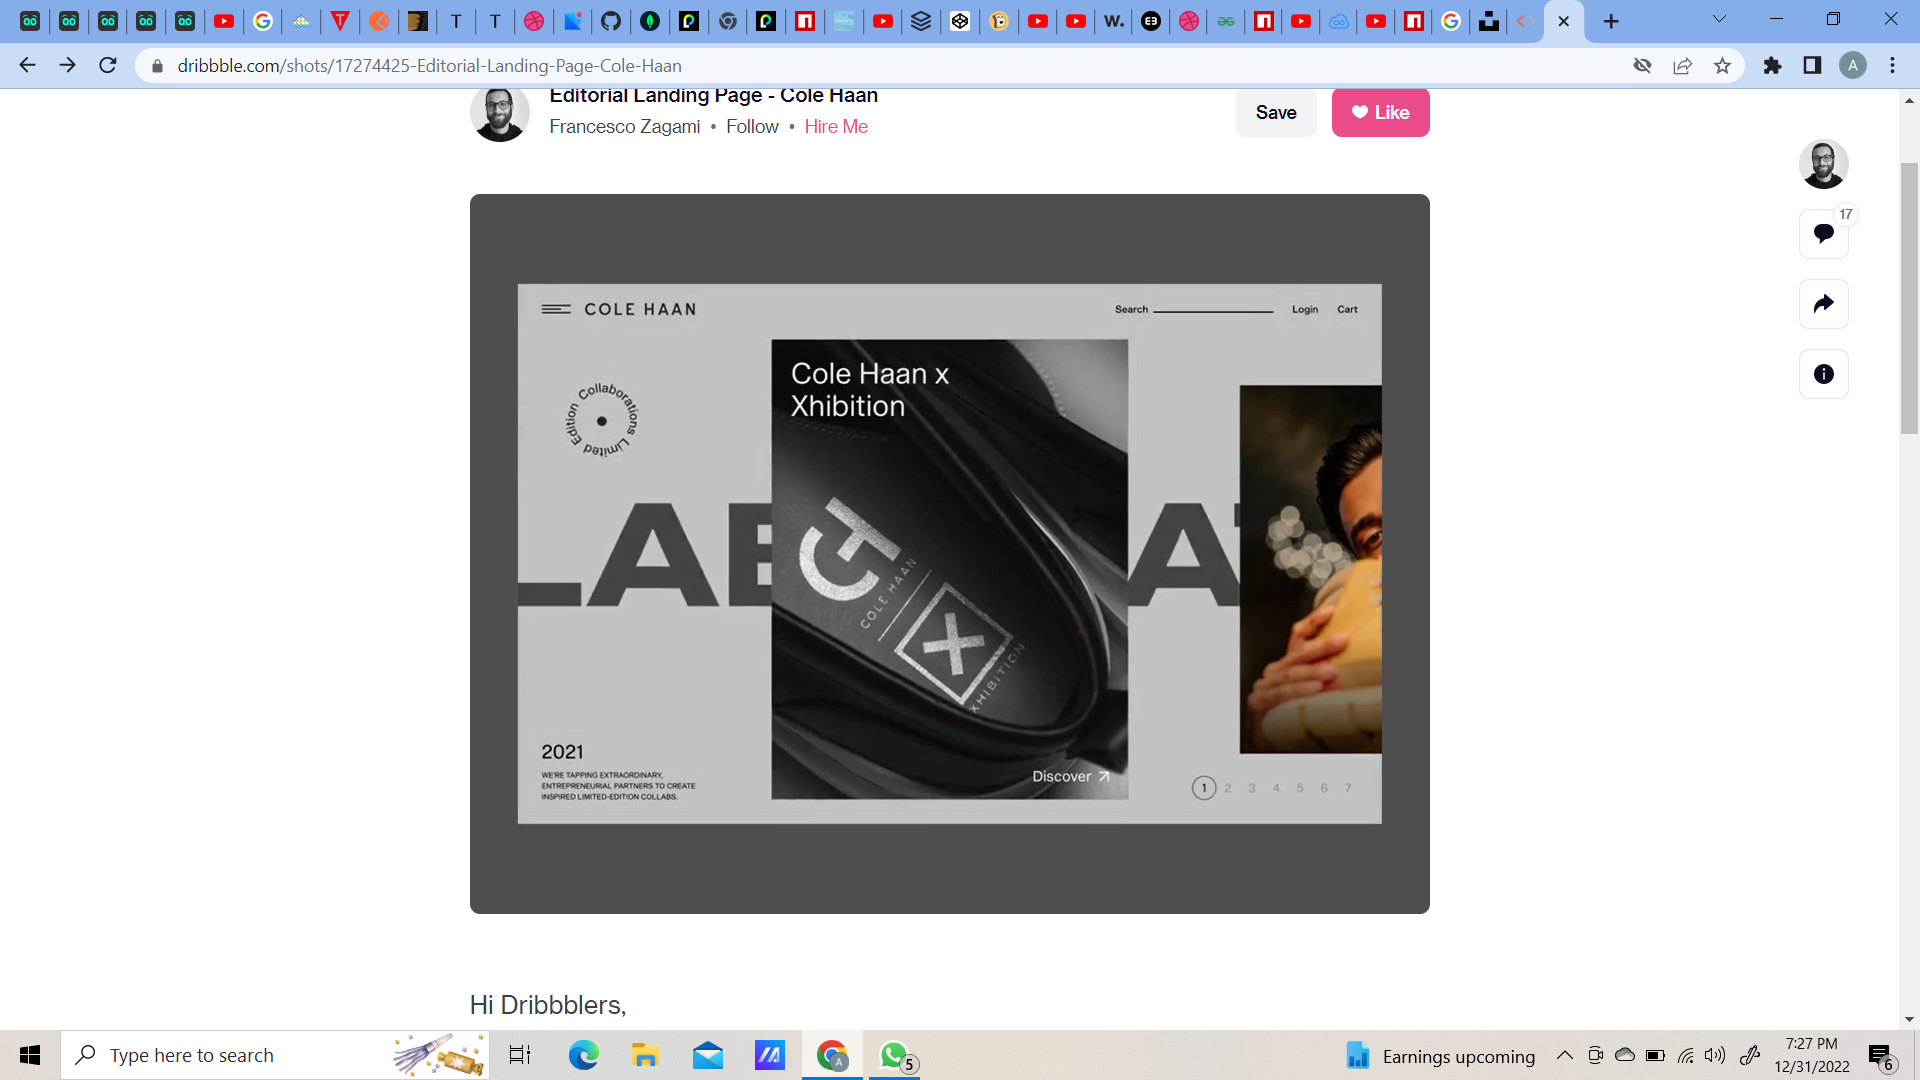 dribbble.com/shots/17274425-Editorial-Landing-Page-Cole-Haan
A
Editorial Landing Page - Cole Haan
Francesco Zagami • Follow • Hire Me
Save
Like
17
COLE HAAN
Search
Login
Cart
Limited Edition Collaborations
Cole Haan x
Xhibition
LAB
AT
COLE HAAN
XHIBITION
2021
WE'RE TAPPING EXTRAORDINARY,
ENTREPRENEURIAL PARTNERS TO CREATE
INSPIRED LIMITED-EDITION COLLABS.
Discover
1 2 3 4 5 6 7
Hi Dribbblers,
Type here to search
5
Earnings upcoming
7:27 PM
12/31/2022
6